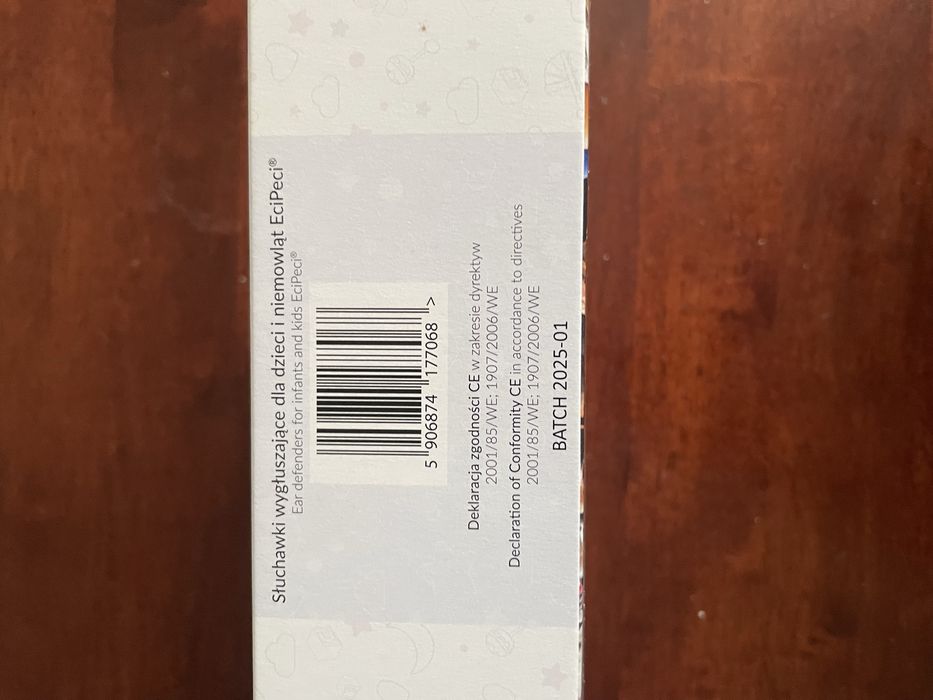 Słuchawki wygłuszające dla dzieci i niemowląt EciPeci®
Ear defenders for infants and kids EciPeci®
5 906874 177068 >
Deklaracja zgodności CE w zakresie dyrektyw
2001/85/WE; 1907/2006/WE
Declaration of Conformity CE in accordance to directives
2001/85/WE; 1907/2006/WE
BATCH 2025-01